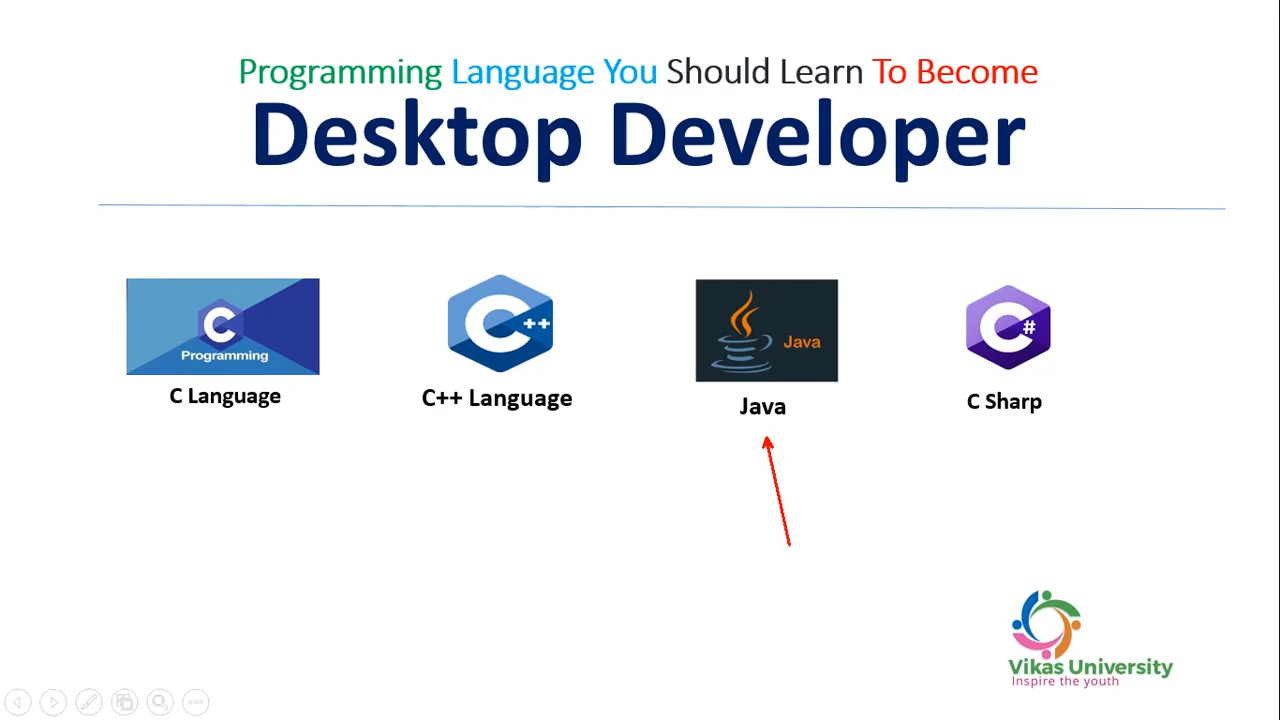 Programming Language You Should Learn To Become
Desktop Developer
C
Programming
C Language
C++
C++ Language
Java
Java
C#
C Sharp
Vikas University
Inspire the youth